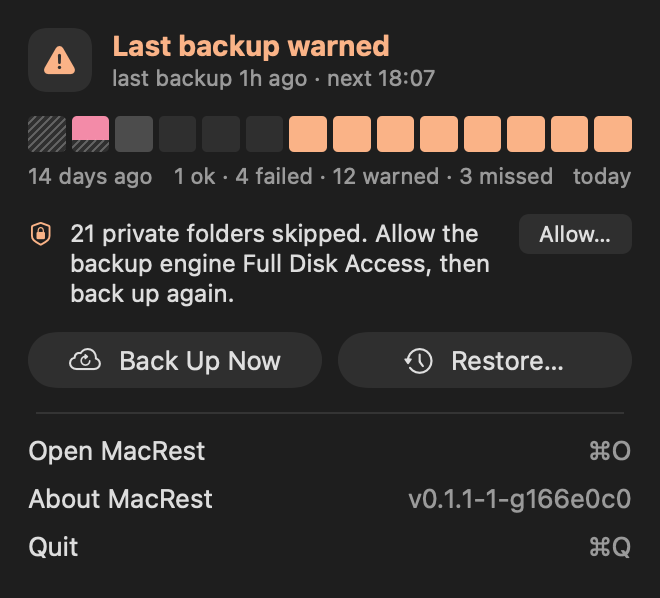 Last backup warned
last backup 1h ago · next 18:07
14 days ago 1 ok · 4 failed · 12 warned · 3 missed today
21 private folders skipped. Allow the
backup engine Full Disk Access, then
back up again.
Allow...
Back Up Now Restore...
Open MacRest ⌘O
About MacRest v0.1.1-1-g166e0c0
Quit ⌘Q